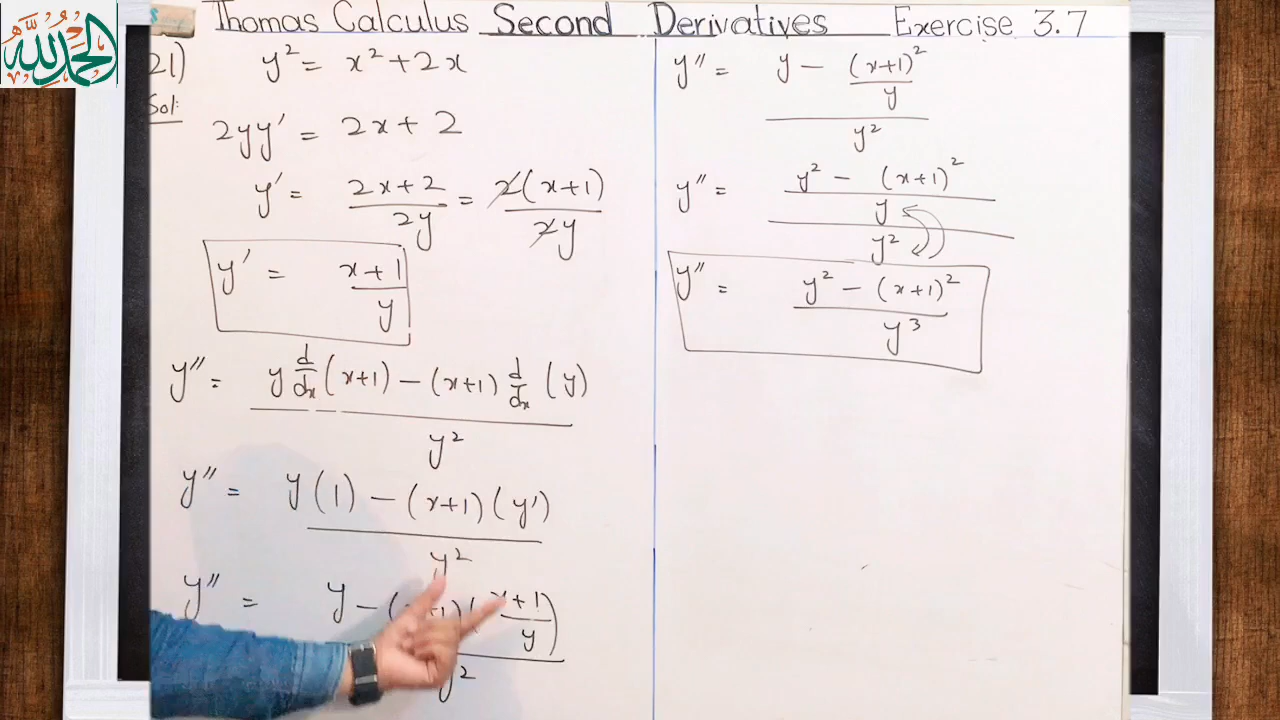 الحمد لله
Thomas Calculus Second Derivatives Exercise 3.7
21) y² = x² + 2x
Sol:
2yy' = 2x + 2
y' = (2x+2)/(2y) = 2(x+1)/(2y)
y' = (x+1)/y
y'' = (y d/dx (x+1) − (x+1) d/dx (y))/y²
y'' = (y(1) − (x+1)(y'))/y²
y'' = (y − (x+1)((x+1)/y))/y²
y'' = (y − (x+1)²/y)/y²
y'' = ((y² − (x+1)²)/y)/y²
y'' = (y² − (x+1)²)/y³